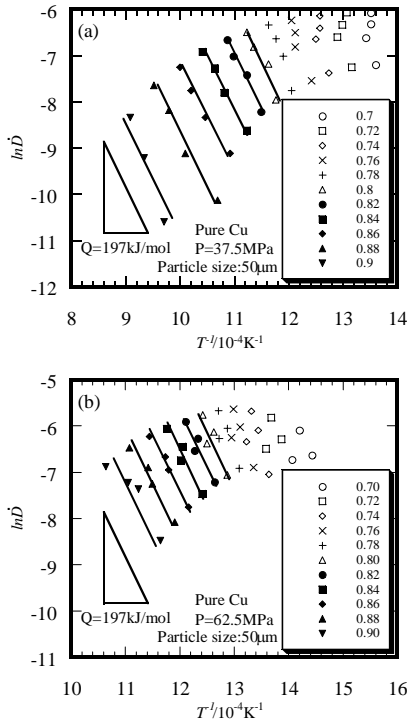 (a)
-6
-7
-8
-9
-10
-11
-12
lnḊ
0.7
0.72
0.74
0.76
0.78
0.8
0.82
0.84
0.86
0.88
0.9
Q=197kJ/mol
Pure Cu
P=37.5MPa
Particle size:50μm
8 9 10 11 12 13 14
T⁻¹/10⁻⁴K⁻¹
(b)
-5
-6
-7
-8
-9
-10
-11
lnḊ
0.70
0.72
0.74
0.76
0.78
0.80
0.82
0.84
0.86
0.88
0.90
Q=197kJ/mol
Pure Cu
P=62.5MPa
Particle size:50μm
10 11 12 13 14 15 16
T⁻¹/10⁻⁴K⁻¹